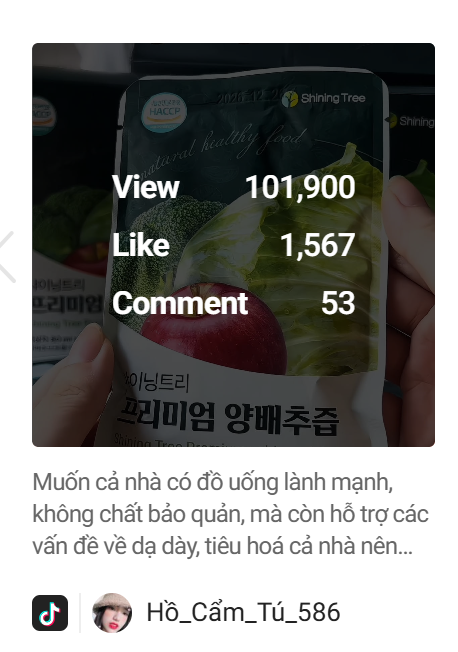 HACCP
Shining Tree
Shining
natural healthy food
View 101,900
Like 1,567
Comment 53
이닝트리
프리미엄
샤이닝트리
프리미엄 양배추즙
Shining Tree
Muốn cả nhà có đồ uống lành mạnh,
không chất bảo quản, mà còn hỗ trợ các
vấn đề về dạ dày, tiêu hoá cả nhà nên...
Hồ_Cẩm_Tú_586